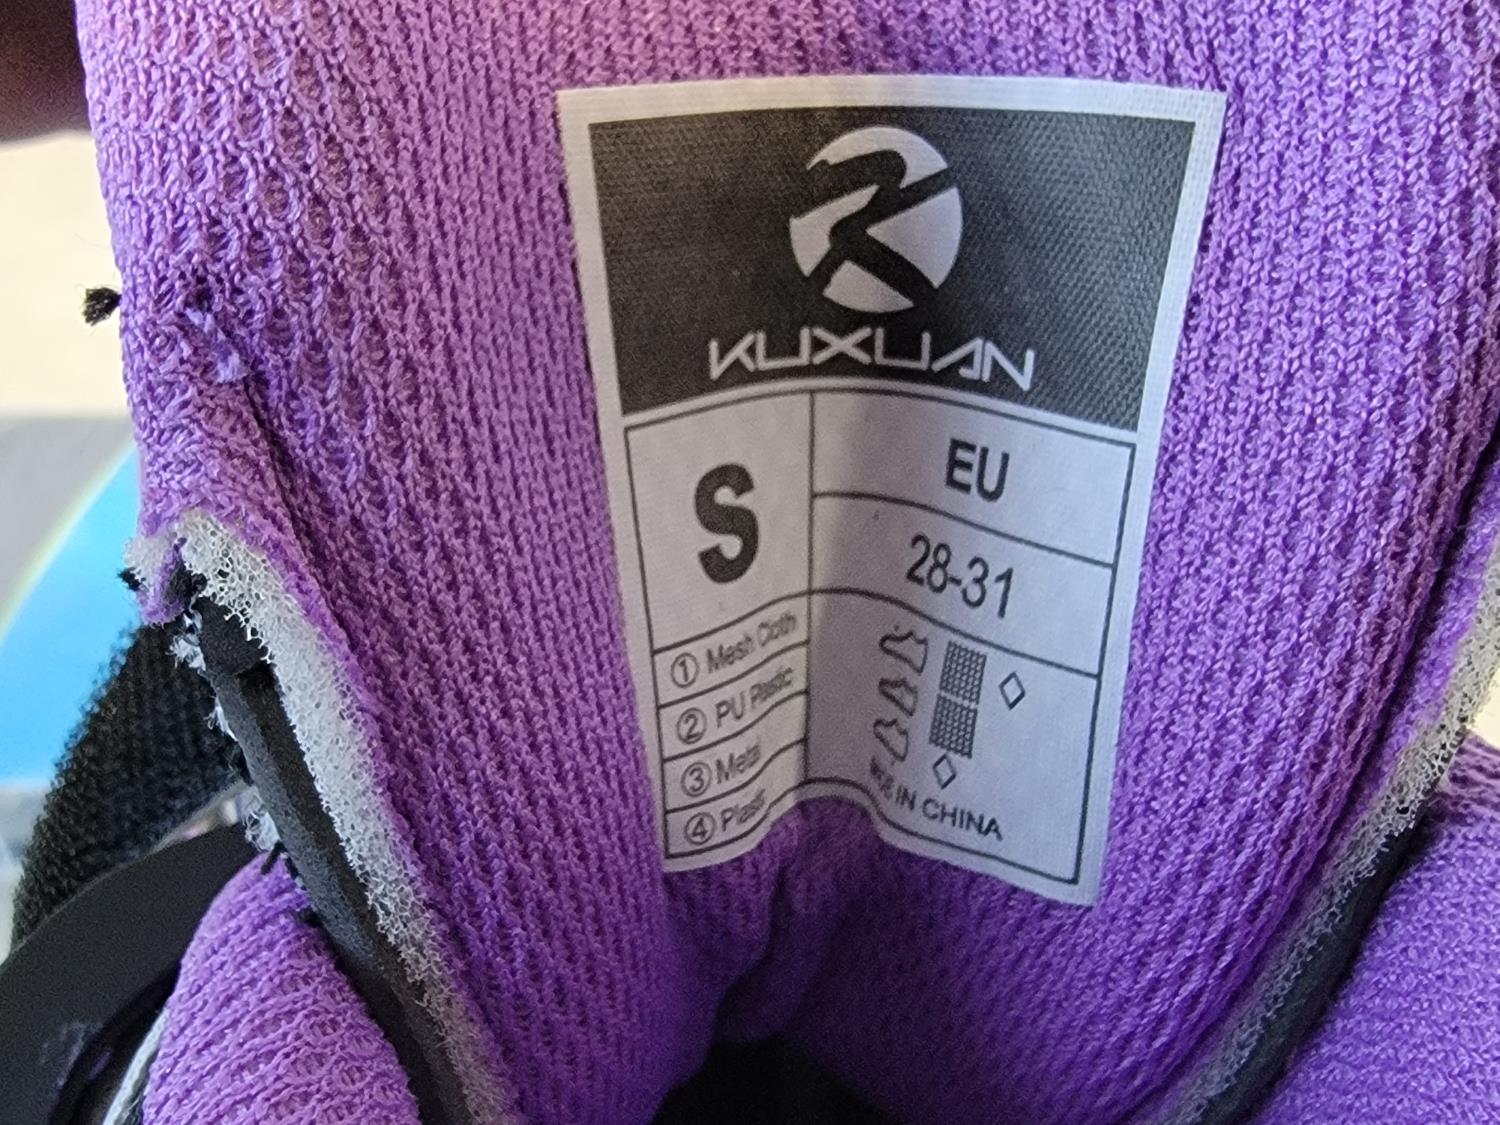 KUXUAN
S
EU
28-31
① Mesh Cloth
② PU Plastic
③ Metal
④ Plastic
IN CHINA